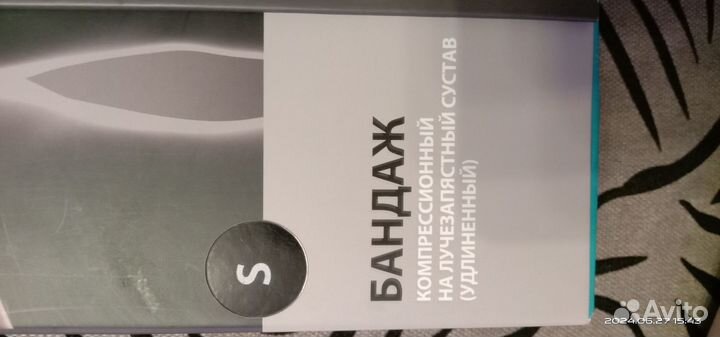 S
БАНДАЖ
КОМПРЕССИОННЫЙ
НА ЛУЧЕЗАПЯСТНЫЙ СУСТАВ
(УДЛИНЕННЫЙ)
Avito
2024.06.27 15:43